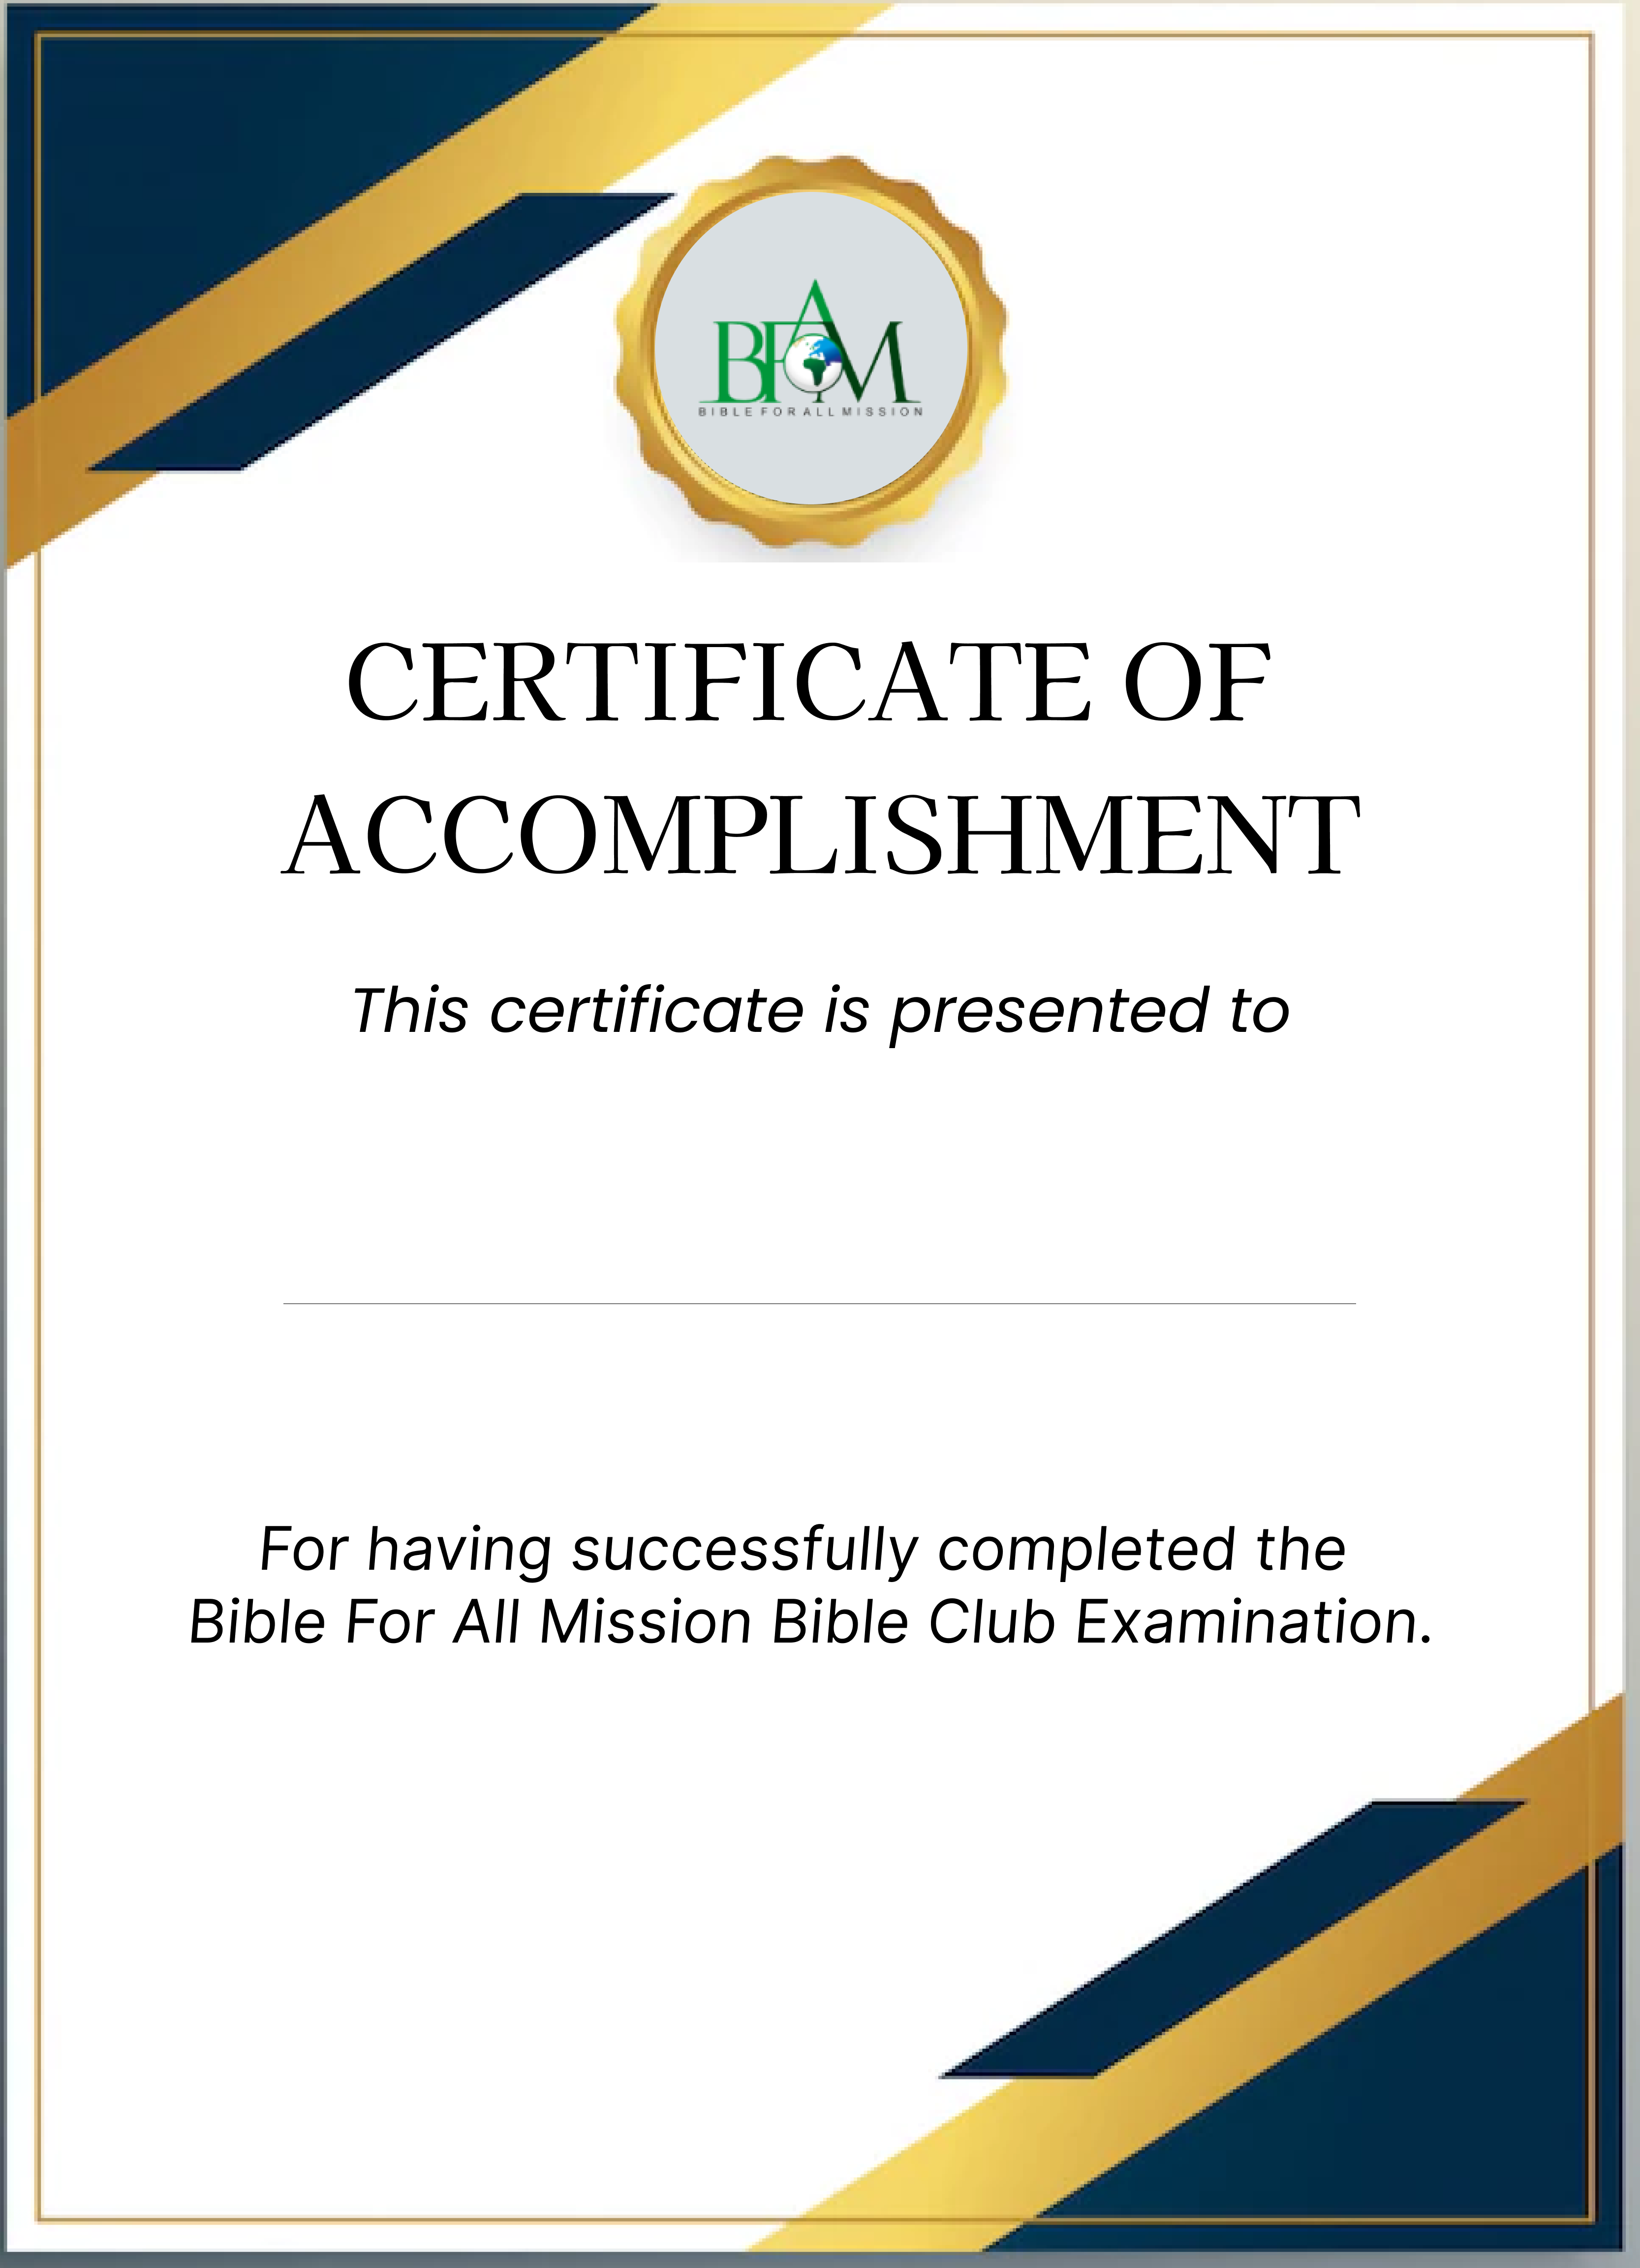 BFAM
BIBLE FOR ALL MISSION
CERTIFICATE OF
ACCOMPLISHMENT
This certificate is presented to
For having successfully completed the
Bible For All Mission Bible Club Examination.